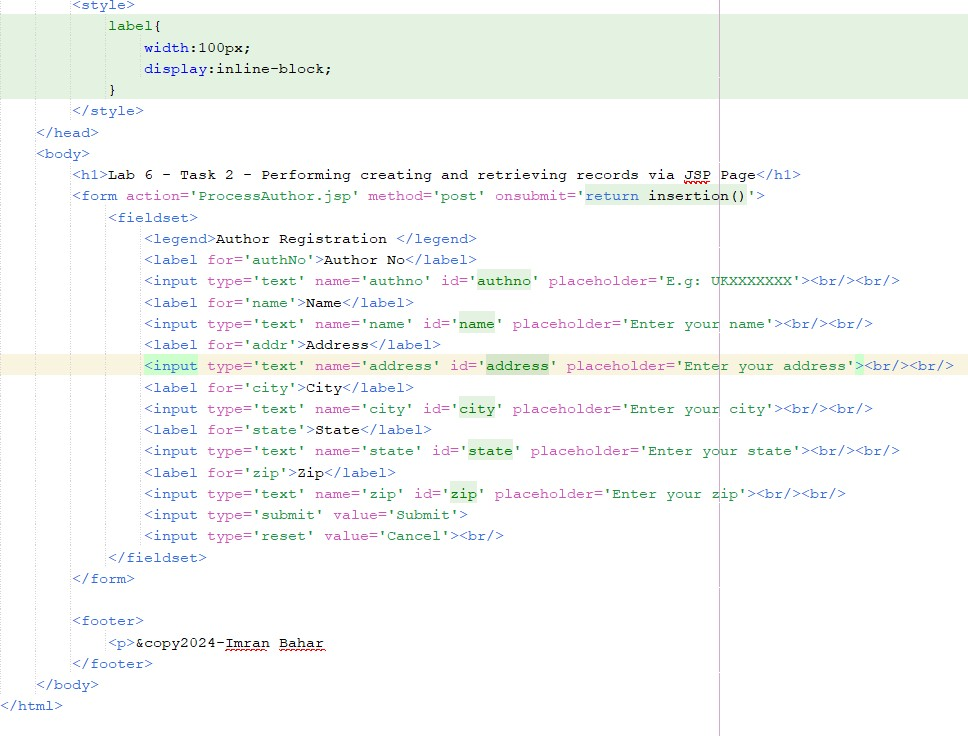 <style>
label{
width:100px;
display:inline-block;
}
</style>
</head>
<body>
<h1>Lab 6 - Task 2 - Performing creating and retrieving records via JSP Page</h1>
<form action='ProcessAuthor.jsp' method='post' onsubmit='return insertion()'>
<fieldset>
<legend>Author Registration </legend>
<label for='authNo'>Author No</label>
<input type='text' name='authno' id='authno' placeholder='E.g: UKXXXXXXX'><br/><br/>
<label for='name'>Name</label>
<input type='text' name='name' id='name' placeholder='Enter your name'><br/><br/>
<label for='addr'>Address</label>
<input type='text' name='address' id='address' placeholder='Enter your address'><br/><br/>
<label for='city'>City</label>
<input type='text' name='city' id='city' placeholder='Enter your city'><br/><br/>
<label for='state'>State</label>
<input type='text' name='state' id='state' placeholder='Enter your state'><br/><br/>
<label for='zip'>Zip</label>
<input type='text' name='zip' id='zip' placeholder='Enter your zip'><br/><br/>
<input type='submit' value='Submit'>
<input type='reset' value='Cancel'><br/>
</fieldset>
</form>
<footer>
<p>&copy2024-Imran Bahar
</footer>
</body>
</html>